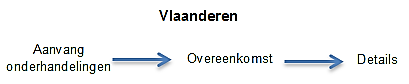 Vlaanderen
Aanvang
onderhandelingen
Overeenkomst
Details